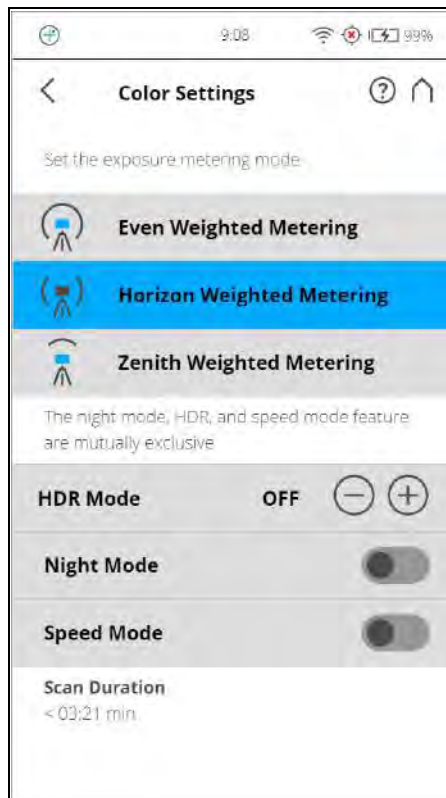 9:08 99%
Color Settings
Set the exposure metering mode
Even Weighted Metering
Horizon Weighted Metering
Zenith Weighted Metering
The night mode, HDR, and speed mode feature
are mutually exclusive
HDR Mode OFF
Night Mode
Speed Mode
Scan Duration
< 03:21 min